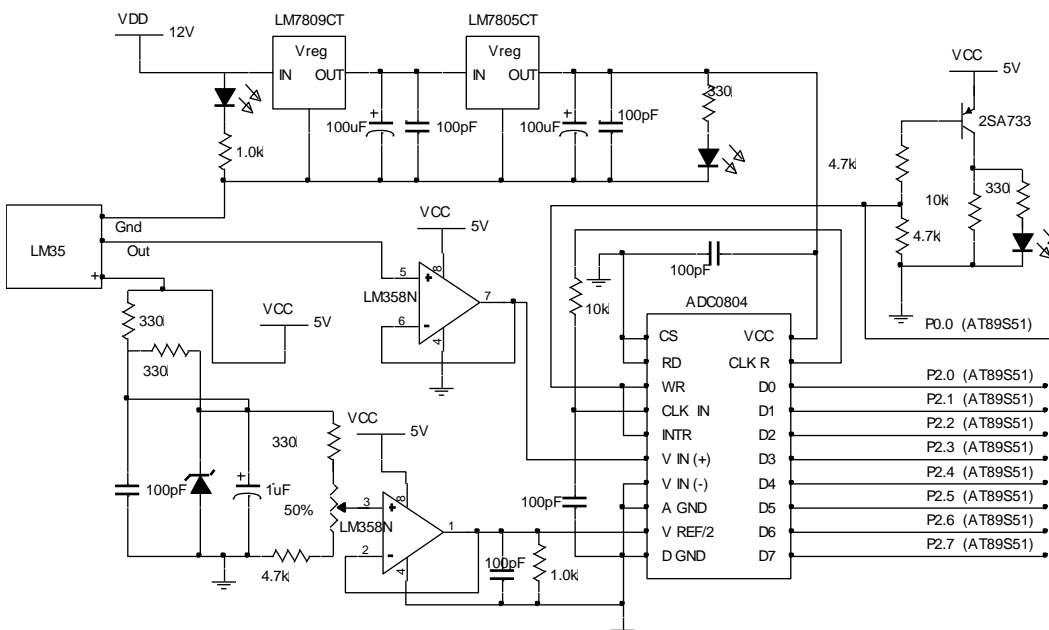 VDD
12V
LM7809CT
Vreg
IN
OUT
LM7805CT
Vreg
IN
OUT
VCC
5V
2SA733
+
100uF
100pF
+
100uF
100pF
330
1.0k
4.7k
10k
330
4.7k
LM35
Gnd
Out
+
VCC
5V
5
+
8
LM358N
7
6
-
4
100pF
10k
ADC0804
CS
RD
WR
CLK IN
INTR
V IN (+)
V IN (-)
A GND
V REF/2
D GND
VCC
CLK R
D0
D1
D2
D3
D4
D5
D6
D7
P0.0 (AT89S51)
P2.0 (AT89S51)
P2.1 (AT89S51)
P2.2 (AT89S51)
P2.3 (AT89S51)
P2.4 (AT89S51)
P2.5 (AT89S51)
P2.6 (AT89S51)
P2.7 (AT89S51)
330
330
VCC
5V
VCC
5V
330
100pF
+
1uF
50%
3
+
8
LM358N
1
2
-
4
4.7k
100pF
100pF
1.0k